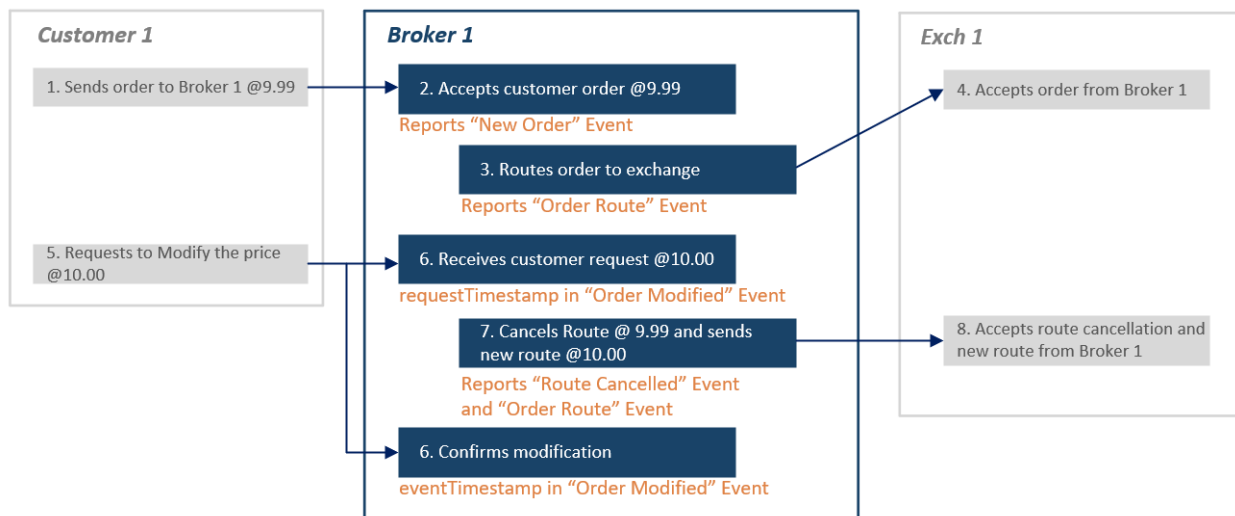 Customer 1
Broker 1
Exch 1
1. Sends order to Broker 1 @9.99
2. Accepts customer order @9.99
4. Accepts order from Broker 1
Reports “New Order” Event
3. Routes order to exchange
Reports “Order Route” Event
5. Requests to Modify the price
@10.00
6. Receives customer request @10.00
requestTimestamp in “Order Modified” Event
7. Cancels Route @ 9.99 and sends
new route @10.00
8. Accepts route cancellation and
new route from Broker 1
Reports “Route Cancelled” Event
and “Order Route” Event
6. Confirms modification
eventTimestamp in “Order Modified” Event